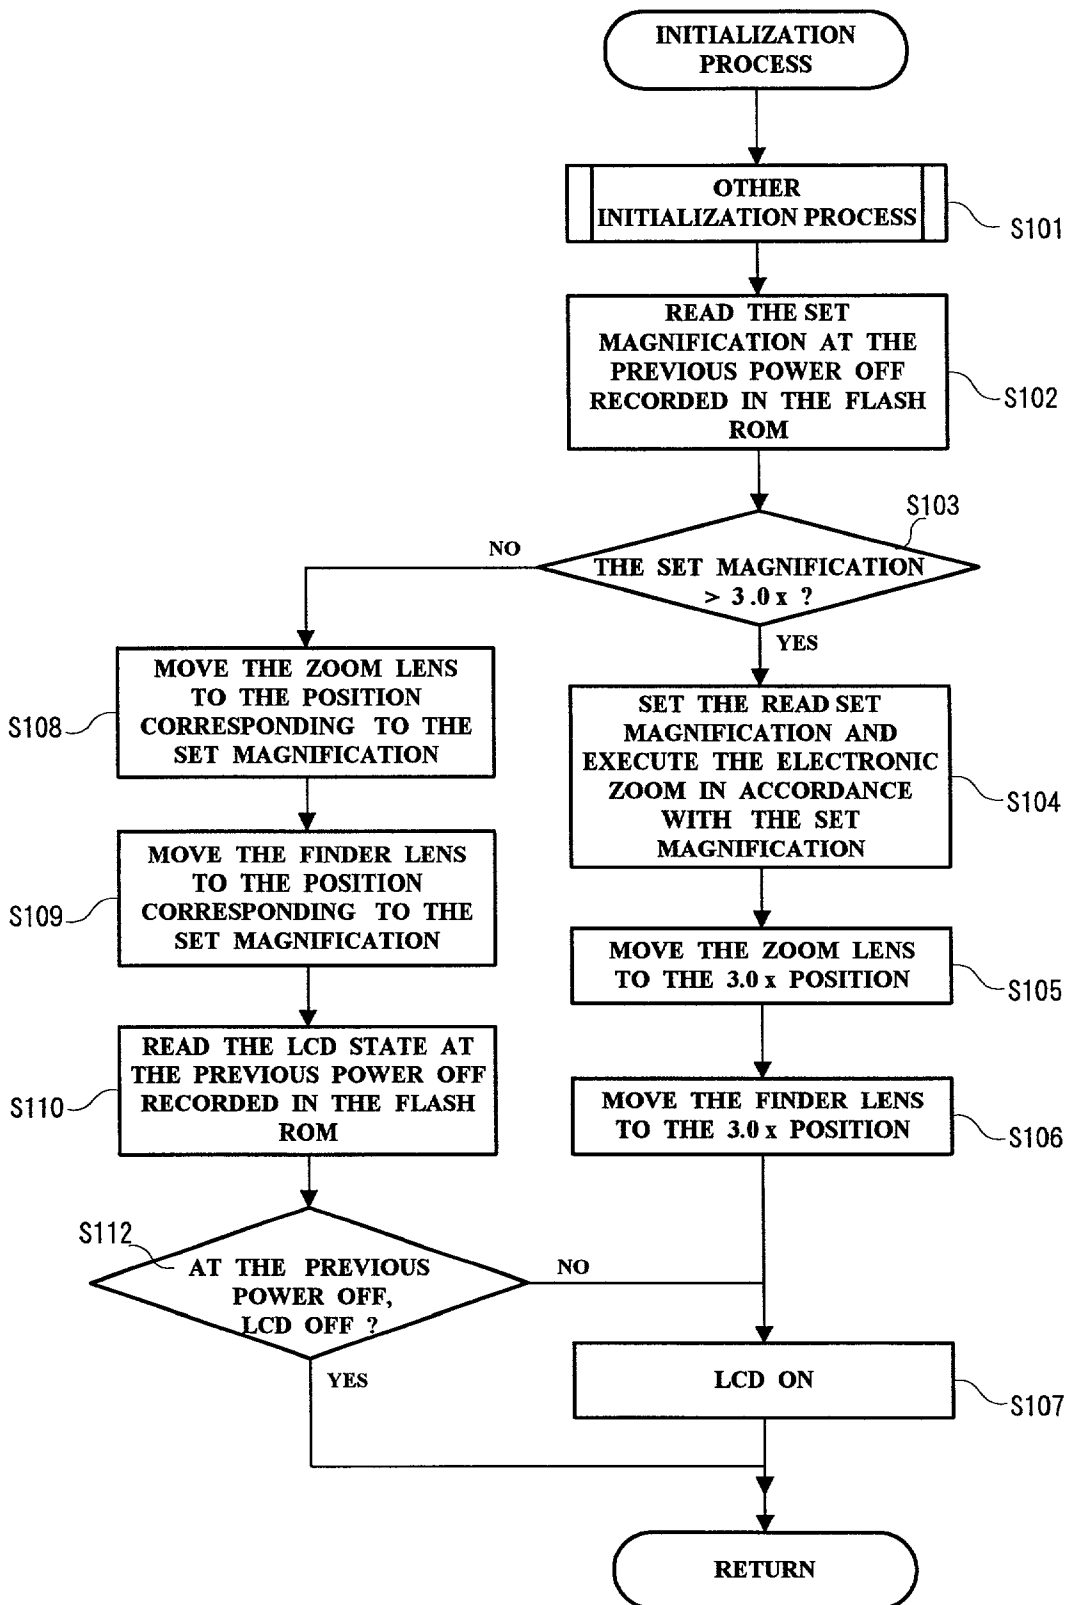 INITIALIZATION
PROCESS
OTHER
INITIALIZATION PROCESS
S101
READ THE SET
MAGNIFICATION AT THE
PREVIOUS POWER OFF
RECORDED IN THE FLASH
ROM
S102
S103
THE SET MAGNIFICATION
> 3.0 x ?
NO
YES
MOVE THE ZOOM LENS
TO THE POSITION
CORRESPONDING TO THE
SET MAGNIFICATION
S108
SET THE READ SET
MAGNIFICATION AND
EXECUTE THE ELECTRONIC
ZOOM IN ACCORDANCE
WITH THE SET
MAGNIFICATION
S104
MOVE THE FINDER LENS
TO THE POSITION
CORRESPONDING TO THE
SET MAGNIFICATION
S109
MOVE THE ZOOM LENS
TO THE 3.0 x POSITION
S105
READ THE LCD STATE AT
THE PREVIOUS POWER OFF
RECORDED IN THE FLASH
ROM
S110
MOVE THE FINDER LENS
TO THE 3.0 x POSITION
S106
S112
AT THE PREVIOUS
POWER OFF,
LCD OFF ?
NO
YES
LCD ON
S107
RETURN